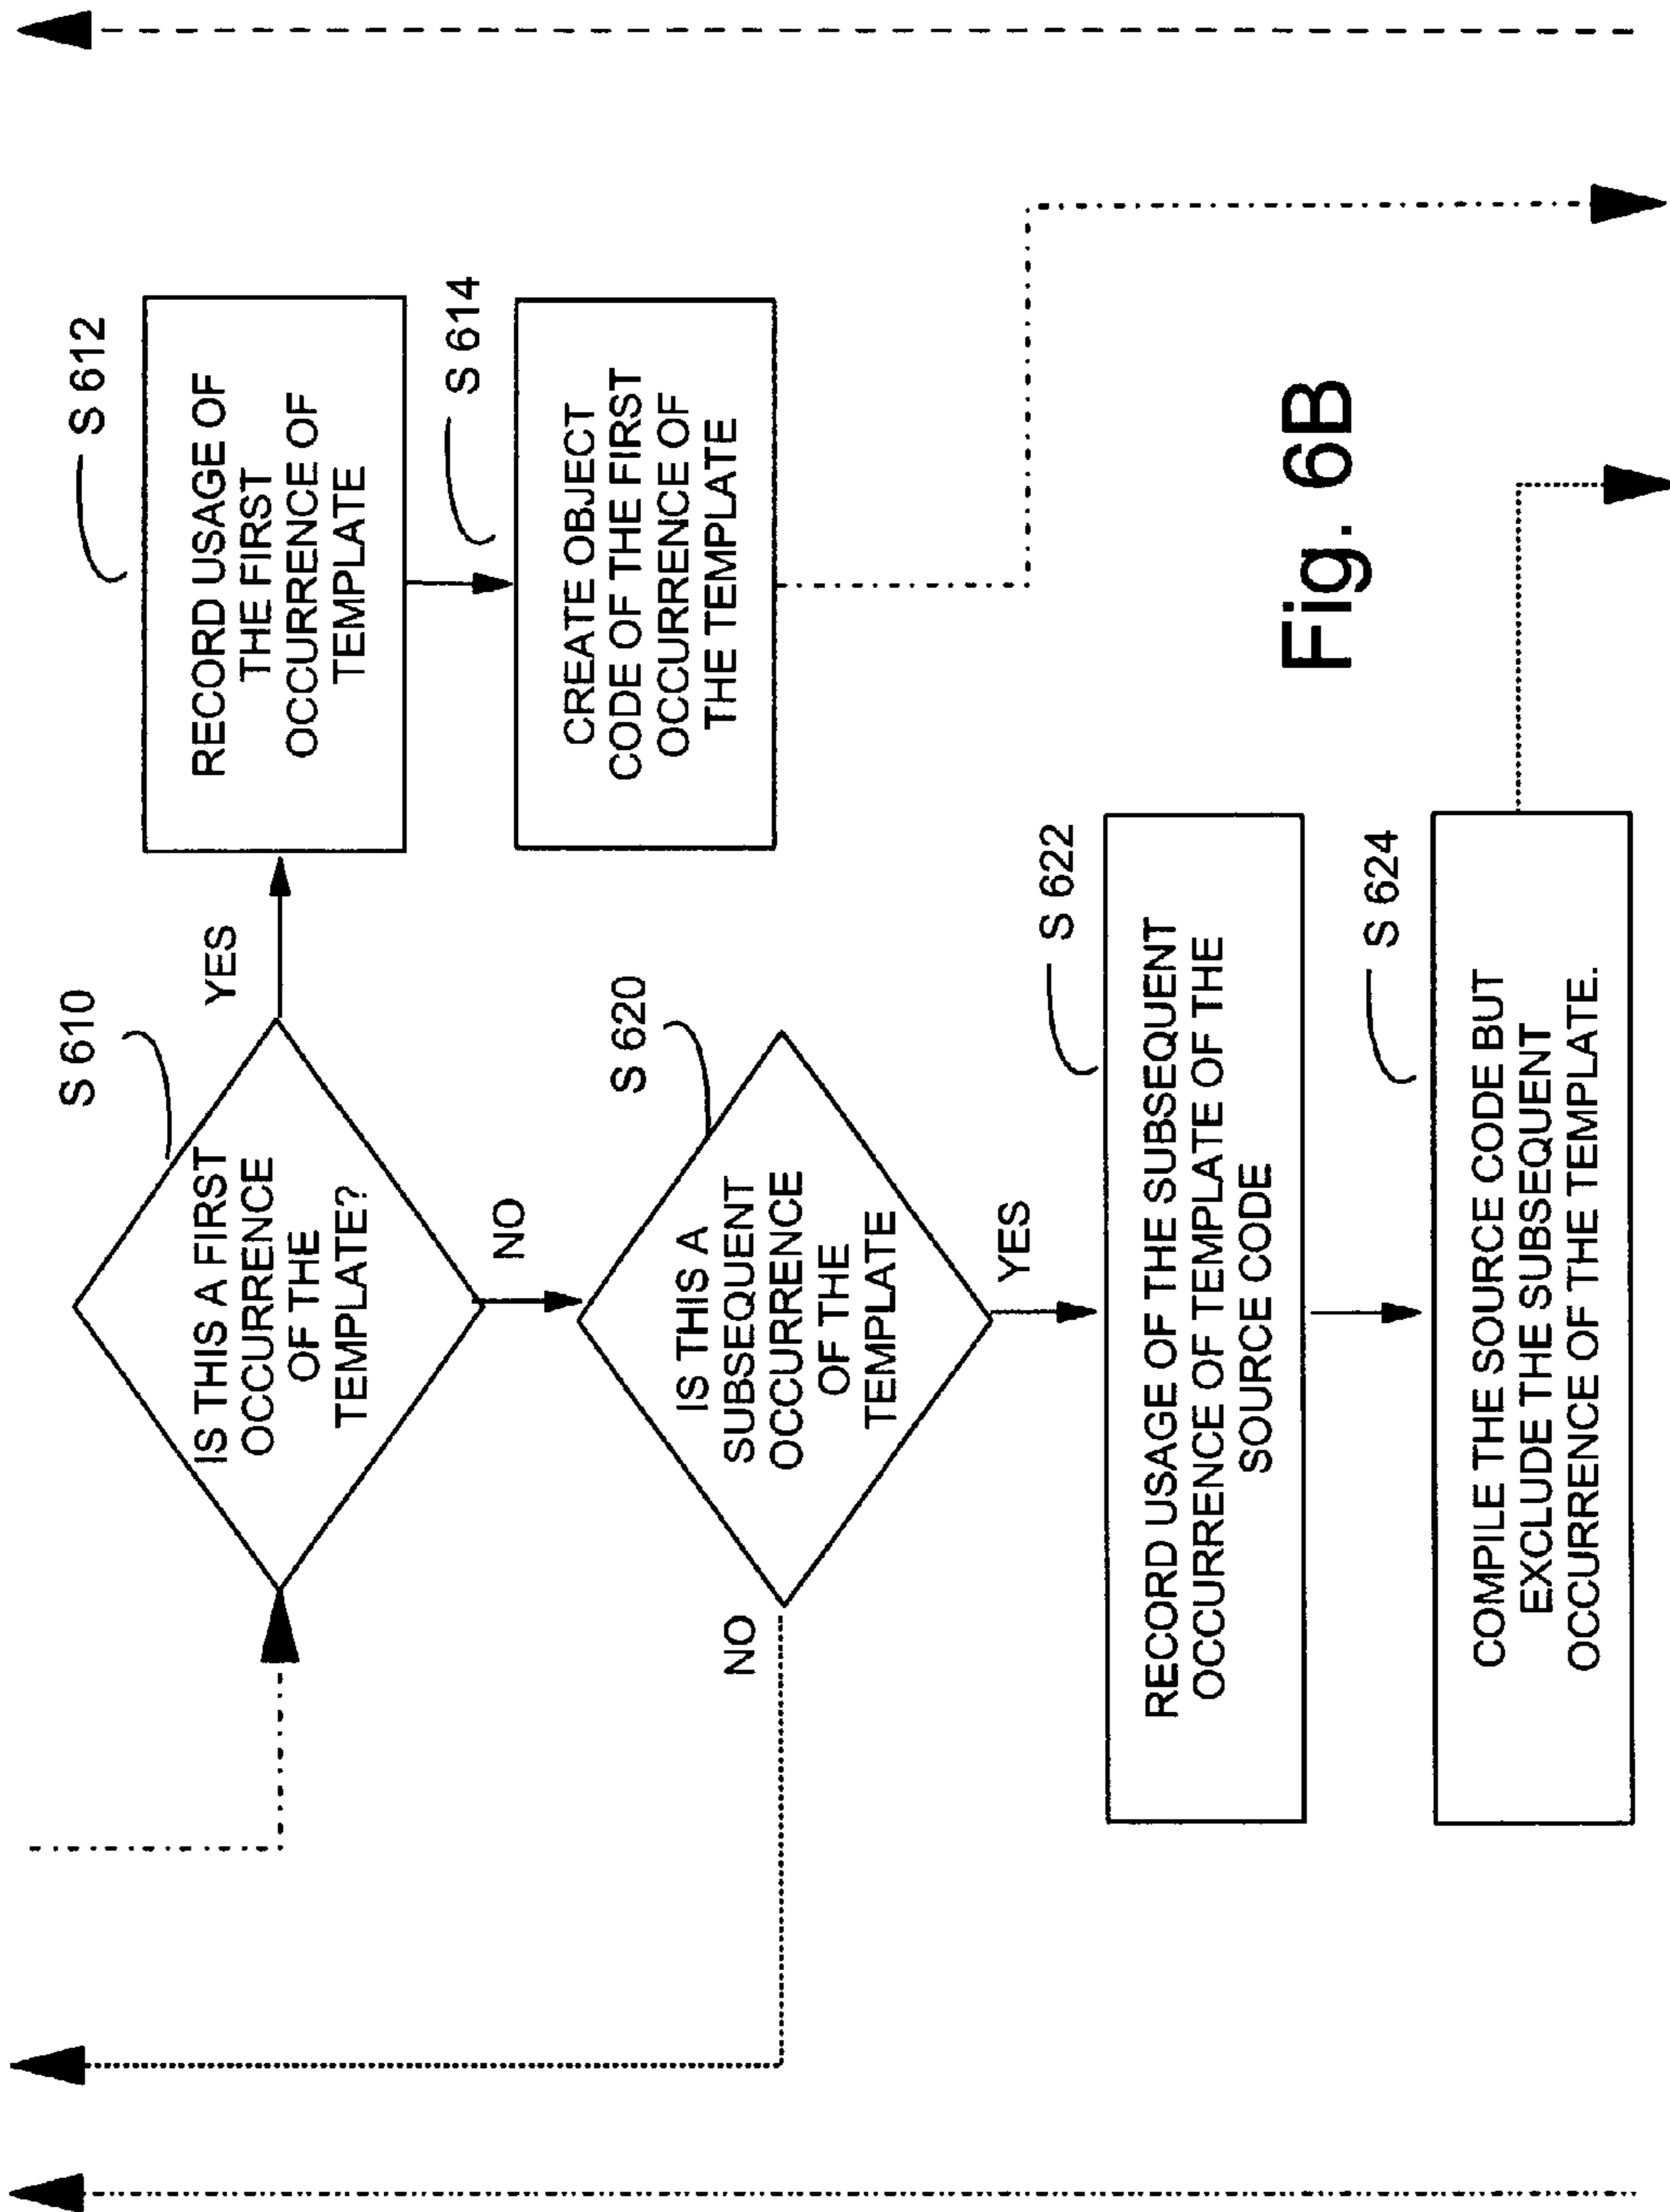 S 610
IS THIS A FIRST
OCCURRENCE
OF THE
TEMPLATE?
YES
S 612
RECORD USAGE OF
THE FIRST
OCCURRENCE OF
TEMPLATE
S 614
CREATE OBJECT
CODE OF THE FIRST
OCCURRENCE OF
THE TEMPLATE
NO
S 620
IS THIS A
SUBSEQUENT
OCCURRENCE
OF THE
TEMPLATE
NO
YES
S 622
RECORD USAGE OF THE SUBSEQUENT
OCCURRENCE OF TEMPLATE OF THE
SOURCE CODE
S 624
COMPILE THE SOURCE CODE BUT
EXCLUDE THE SUBSEQUENT
OCCURRENCE OF THE TEMPLATE.
Fig. 6B